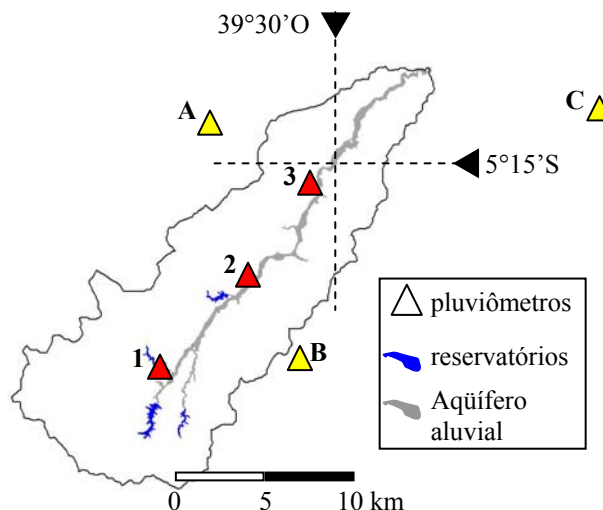 39°30’O
A
C
5°15’S
3
2
1
B
pluviômetros
reservatórios
Aqüífero
aluvial
0 5 10 km